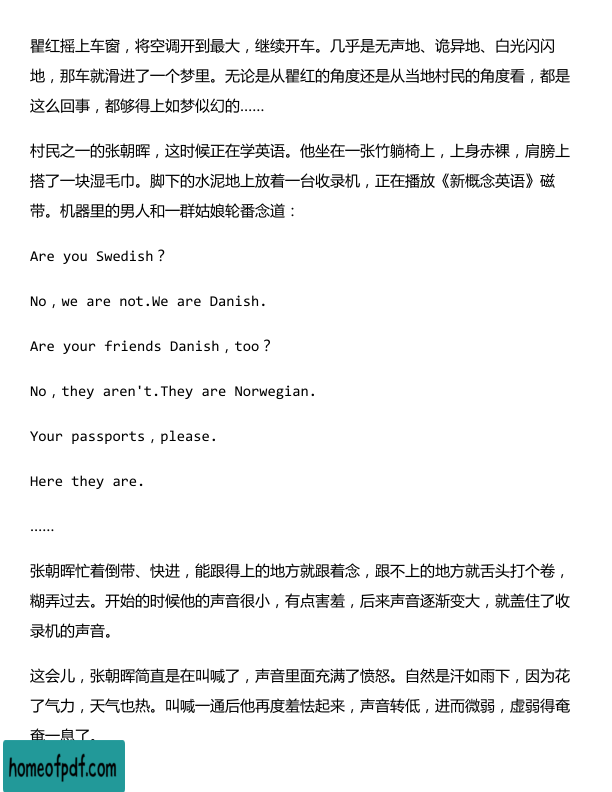 瞿红摇上车窗，将空调开到最大，继续开车。几乎是无声地、诡异地、白光闪闪
地，那车就滑进了一个梦里。无论是从瞿红的角度还是从当地村民的角度看，都是
这么回事，都够得上如梦似幻的……
村民之一的张朝晖，这时候正在学英语。他坐在一张竹躺椅上，上身赤裸，肩膀上
搭了一块湿毛巾。脚下的水泥地上放着一台收录机，正在播放《新概念英语》磁
带。机器里的男人和一群姑娘轮番念道：
Are you Swedish？
No，we are not.We are Danish.
Are your friends Danish，too？
No，they aren't.They are Norwegian.
Your passports，please.
Here they are.
……
张朝晖忙着倒带、快进，能跟得上的地方就跟着念，跟不上的地方就舌头打个卷，
糊弄过去。开始的时候他的声音很小，有点害羞，后来声音逐渐变大，就盖住了收
录机的声音。
这会儿，张朝晖简直是在叫喊了，声音里面充满了愤怒。自然是汗如雨下，因为花
了气力，天气也热。叫喊一通后他再度羞怯起来，声音转低，进而微弱，虚弱得奄
奄一息了。
homeofpdf.com